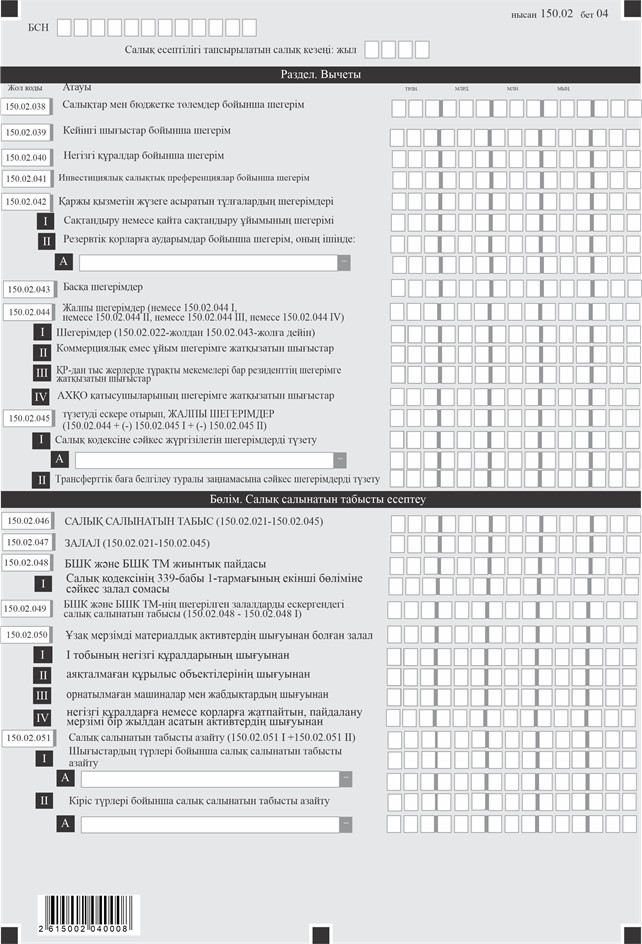 нысан 150.02 бет 04
БСН
Салық есептілігі тапсырылатын салық кезеңі: жыл
Раздел. Вычеты
Жол коды Атауы трлн млрд млн мың
150.02.038 Салықтар мен бюджетке төлемдер бойынша шегерім
150.02.039 Кейінгі шығыстар бойынша шегерім
150.02.040 Негізгі құралдар бойынша шегерім
150.02.041 Инвестициялық салықтық преференциялар бойынша шегерім
150.02.042 Қаржы қызметін жүзеге асыратын тұлғалардың шегерімдері
I Сақтандыру немесе қайта сақтандыру ұйымының шегерімі
II Резервтік қорларға аударымдар бойынша шегерім, оның ішінде:
A
150.02.043 Басқа шегерімдер
150.02.044 Жалпы шегерімдер (немесе 150.02.044 I,
немесе 150.02.044 II, немесе 150.02.044 III, немесе 150.02.044 IV)
I Шегерімдер (150.02.022-жолдан 150.02.043-жолға дейін)
II Коммерциялық емес ұйым шегерімге жатқызатын шығыстар
III ҚР-дан тыс жерлерде тұрақты мекемелері бар резиденттің шегерімге
жатқызатын шығыстар
IV АХҚО қатысушыларының шегерімге жатқызатын шығыстар
150.02.045 түзетуді ескере отырып, ЖАЛПЫ ШЕГЕРІМДЕР
(150.02.044 + (-) 150.02.045 I + (-) 150.02.045 II)
I Салық кодексіне сәйкес жүргізілетін шегерімдерді түзету
A
II Трансферттік баға белгілеу туралы заңнамасына сәйкес шегерімдерді түзету
Бөлім. Салық салынатын табысты есептеу
150.02.046 САЛЫҚ САЛЫНАТЫН ТАБЫС (150.02.021-150.02.045)
150.02.047 ЗАЛАЛ (150.02.021-150.02.045)
150.02.048 БШК және БШК ТМ жиынтық пайдасы
I Салық кодексінің 339-бабы 1-тармағының екінші бөліміне
сәйкес залал сомасы
150.02.049 БШК және БШК ТМ-нің шегерілген залалдарды ескергендегі
салық салынатын табысы (150.02.048 - 150.02.048 I)
150.02.050 Ұзақ мерзімді материалдық активтердің шығуынан болған залал
I I тобының негізгі құралдарының шығуынан
II аяқталмаған құрылыс объектілерінің шығуынан
III орнатылмаған машиналар мен жабдықтардың шығуынан
IV негізгі құралдарға немесе қорларға жатпайтын, пайдалану
мерзімі бір жылдан асатын активтердің шығуынан
150.02.051 Салық салынатын табысты азайту (150.02.051 I +150.02.051 II)
I Шығыстардың түрлері бойынша салық салынатын табысты
азайту
A
II Кіріс түрлері бойынша салық салынатын табысты азайту
A
2 615002 040008